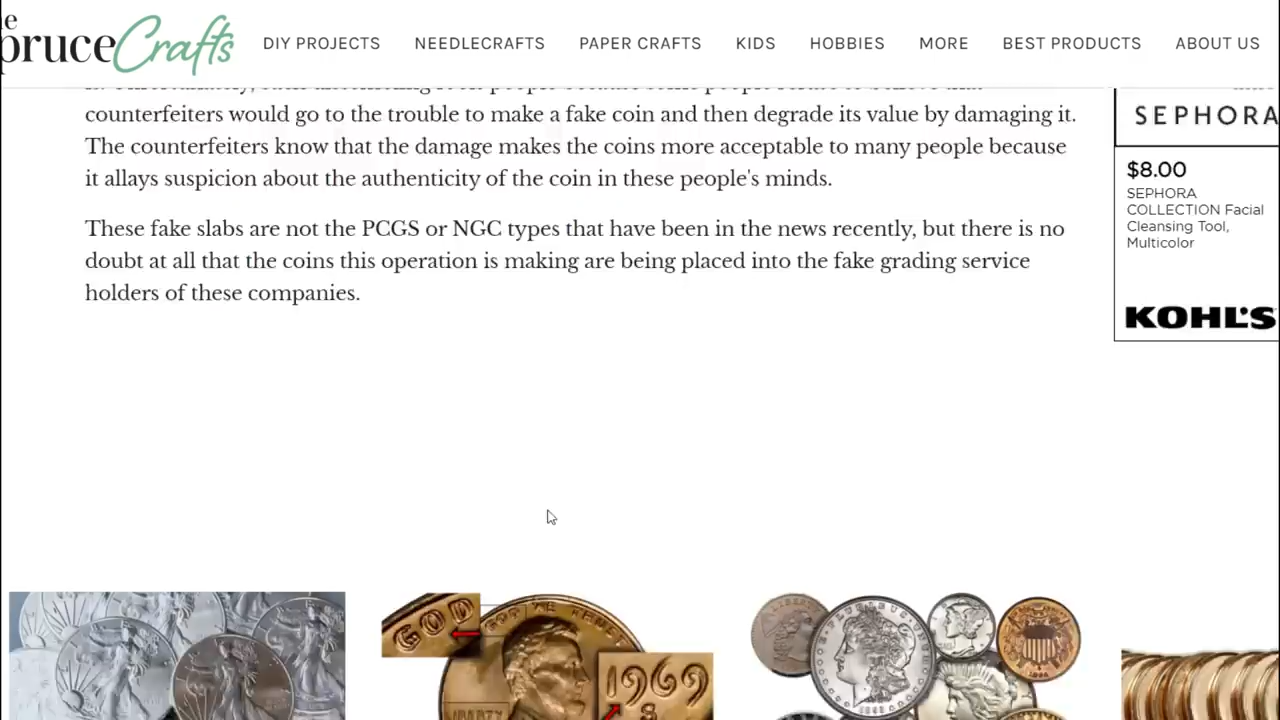 pruce Crafts
DIY PROJECTS NEEDLECRAFTS PAPER CRAFTS KIDS HOBBIES MORE BEST PRODUCTS ABOUT US
counterfeiters would go to the trouble to make a fake coin and then degrade its value by damaging it.
The counterfeiters know that the damage makes the coins more acceptable to many people because
it allays suspicion about the authenticity of the coin in these people's minds.
These fake slabs are not the PCGS or NGC types that have been in the news recently, but there is no
doubt at all that the coins this operation is making are being placed into the fake grading service
holders of these companies.
SEPHORA
$8.00
SEPHORA
COLLECTION Facial
Cleansing Tool,
Multicolor
KOHL'S
GOD
GOD WE TRUST
LIBERTY
1969
S